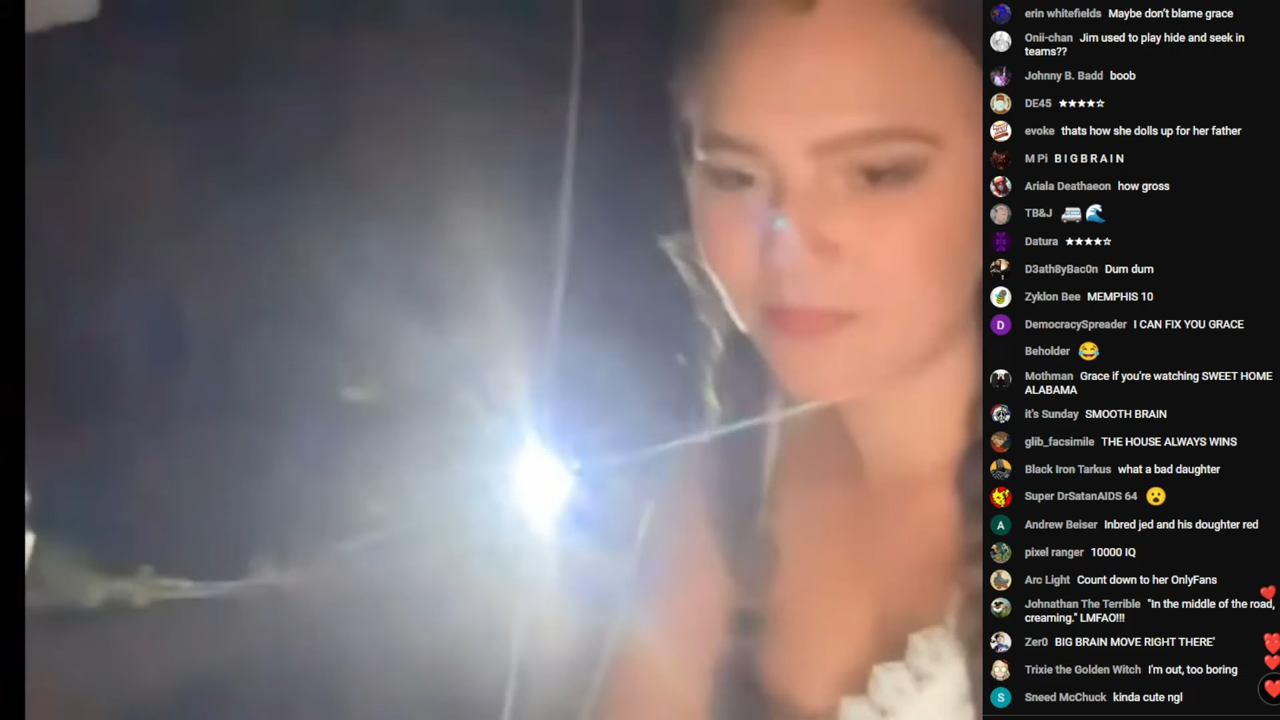 erin whitefields Maybe don't blame grace
Onii-chan Jim used to play hide and seek in
teams??
Johnny B. Badd boob
DE45 ★★★★☆
evoke thats how she dolls up for her father
M Pi B I G B R A I N
Ariala Deathaeon how gross
TB&J 🚐🌊
Datura ★★★★☆
D3ath8yBac0n Dum dum
Zyklon Bee MEMPHIS 10
D DemocracySpreader I CAN FIX YOU GRACE
Beholder 😂
Mothman Grace if you're watching SWEET HOME
ALABAMA
it's Sunday SMOOTH BRAIN
glib_facsimile THE HOUSE ALWAYS WINS
Black Iron Tarkus what a bad daughter
Super DrSatanAIDS 64 😮
A Andrew Beiser Inbred jed and his daughter red
pixel ranger 10000 IQ
Arc Light Count down to her OnlyFans
Johnathan The Terrible "In the middle of the road,
creaming." LMFAO!!!
Zer0 BIG BRAIN MOVE RIGHT THERE'
Trixie the Golden Witch I'm out, too boring
S Sneed McChuck kinda cute ngl